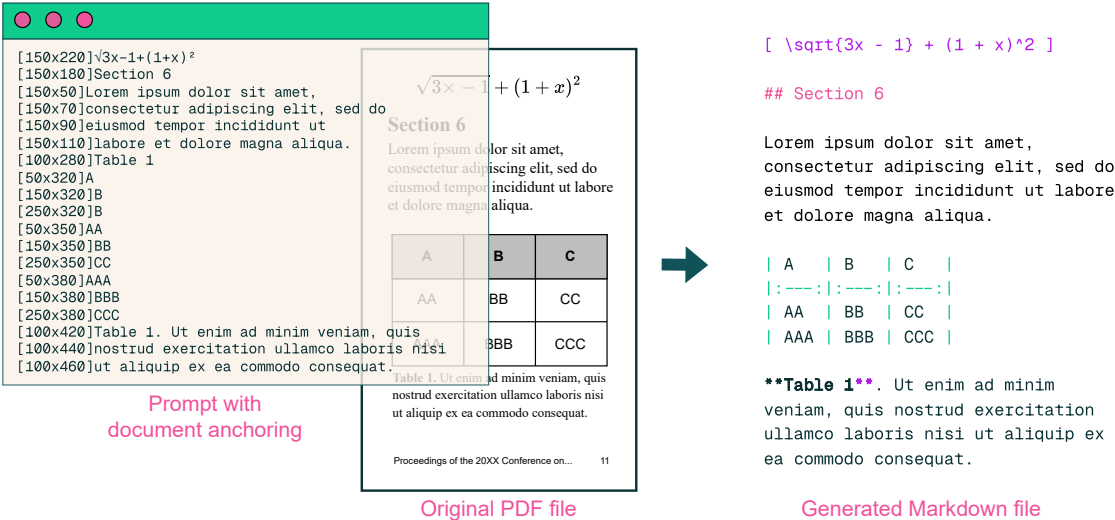 [150x220]√3x−1+(1+x)²
[150x180]Section 6
[150x50]Lorem ipsum dolor sit amet,
[150x70]consectetur adipiscing elit, sed do
[150x90]eiusmod tempor incididunt ut
[150x110]labore et dolore magna aliqua.
[100x280]Table 1
[50x320]A
[150x320]B
[250x320]B
[50x350]AA
[150x350]BB
[250x350]CC
[50x380]AAA
[150x380]BBB
[250x380]CCC
[100x420]Table 1. Ut enim ad minim veniam, quis
[100x440]nostrud exercitation ullamco laboris nisi
[100x460]ut aliquip ex ea commodo consequat.
Prompt with
document anchoring
√3× − 1 + (1 + x)²
Section 6
Lorem ipsum dolor sit amet,
consectetur adipiscing elit, sed do
eiusmod tempor incididunt ut labore
et dolore magna aliqua.
A B C
AA BB CC
AAA BBB CCC
Table 1. Ut enim ad minim veniam, quis
nostrud exercitation ullamco laboris nisi
ut aliquip ex ea commodo consequat.
Proceedings of the 20XX Conference on... 11
Original PDF file
[ \sqrt{3x - 1} + (1 + x)^2 ]
## Section 6
Lorem ipsum dolor sit amet,
consectetur adipiscing elit, sed do
eiusmod tempor incididunt ut labore
et dolore magna aliqua.
| A | B | C |
|:---:|:---:|:---:|
| AA | BB | CC |
| AAA | BBB | CCC |
**Table 1**. Ut enim ad minim
veniam, quis nostrud exercitation
ullamco laboris nisi ut aliquip ex
ea commodo consequat.
Generated Markdown file